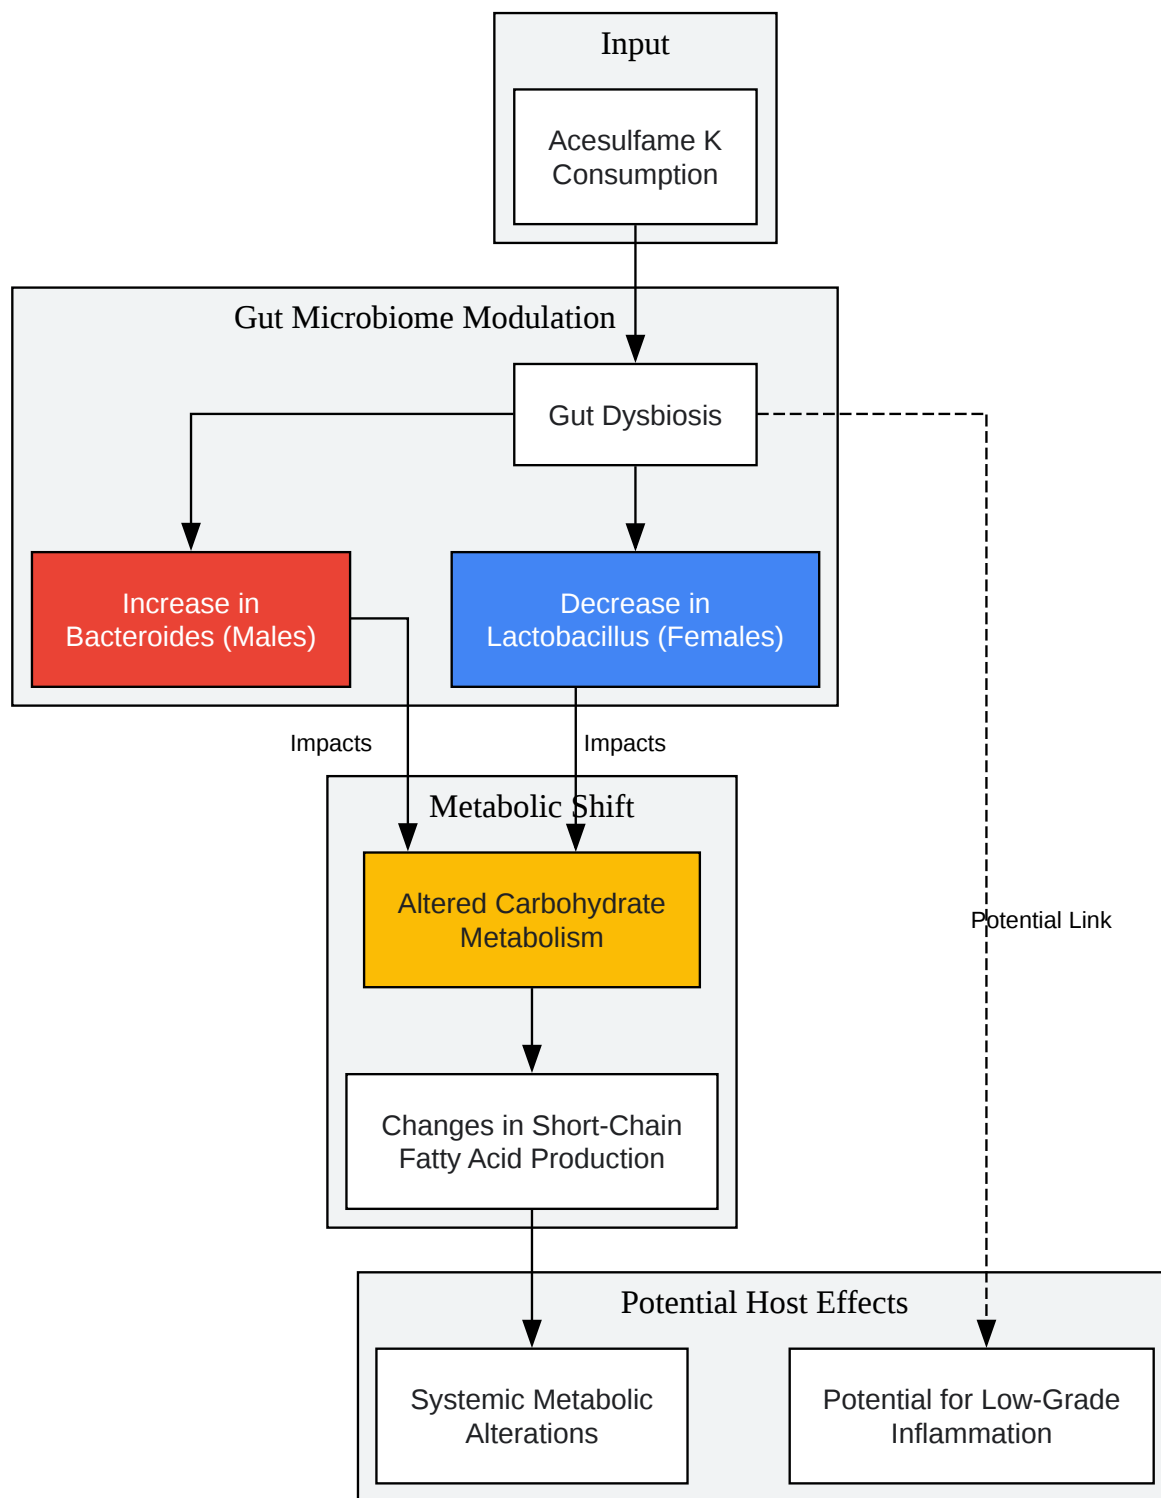 Input
Acesulfame K
Consumption
Gut Microbiome Modulation
Gut Dysbiosis
Increase in
Bacteroides (Males)
Decrease in
Lactobacillus (Females)
Impacts
Impacts
Metabolic Shift
Altered Carbohydrate
Metabolism
Potential Link
Changes in Short-Chain
Fatty Acid Production
Potential Host Effects
Systemic Metabolic
Alterations
Potential for Low-Grade
Inflammation